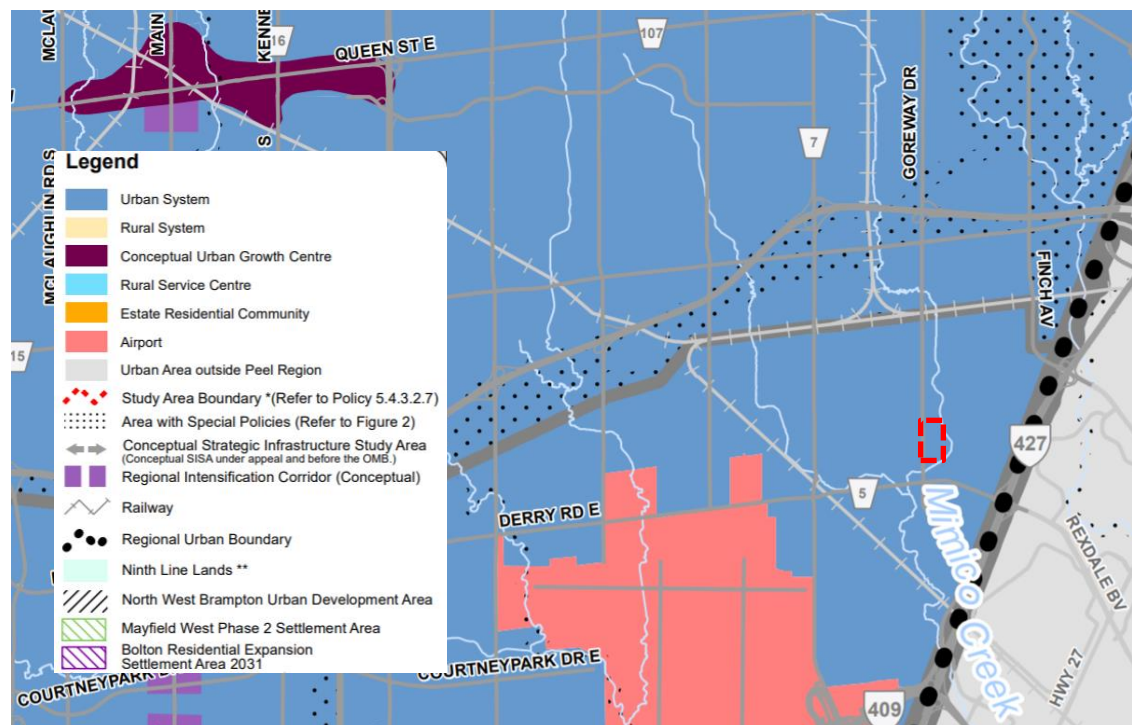 MCLAU
MAIN
KENNE
16
QUEEN ST E
107
GOREWAY DR
7
S
MCLAUGHLIN RD S
Legend
Urban System
Rural System
Conceptual Urban Growth Centre
Rural Service Centre
Estate Residential Community
Airport
Urban Area outside Peel Region
Study Area Boundary *(Refer to Policy 5.4.3.2.7)
Area with Special Policies (Refer to Figure 2)
Conceptual Strategic Infrastructure Study Area
(Conceptual SISA under appeal and before the OMB.)
Regional Intensification Corridor (Conceptual)
Railway
Regional Urban Boundary
Ninth Line Lands **
North West Brampton Urban Development Area
Mayfield West Phase 2 Settlement Area
Bolton Residential Expansion
Settlement Area 2031
15
FINCH AV
427
5
DERRY RD E
Mimico Creek
REXDALE BV
HWY 27
COURTNEYPARK D
COURTNEYPARK DR E
409